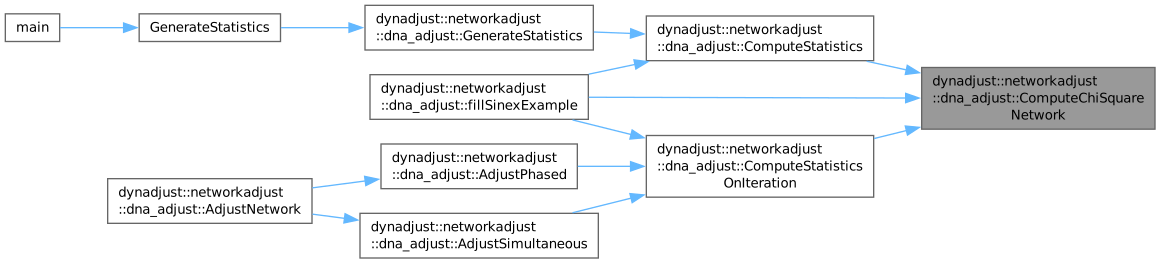 main
GenerateStatistics
dynadjust::networkadjust
::dna_adjust::GenerateStatistics
dynadjust::networkadjust
::dna_adjust::ComputeStatistics
dynadjust::networkadjust
::dna_adjust::fillSinexExample
dynadjust::networkadjust
::dna_adjust::ComputeChiSquare
Network
dynadjust::networkadjust
::dna_adjust::AdjustPhased
dynadjust::networkadjust
::dna_adjust::ComputeStatistics
OnIteration
dynadjust::networkadjust
::dna_adjust::AdjustNetwork
dynadjust::networkadjust
::dna_adjust::AdjustSimultaneous